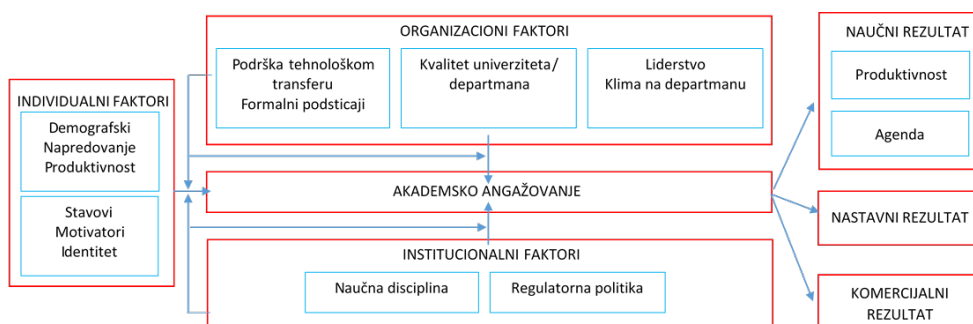 INDIVIDUALNI FAKTORI
Demografski
Napredovanje
Produktivnost
Stavovi
Motivatori
Identitet
ORGANIZACIONI FAKTORI
Podrška tehnološkom
transferu
Formalni podsticaji
Kvalitet univerziteta/
departmana
Liderstvo
Klima na departmanu
AKADEMSKO ANGAŽOVANJE
INSTITUCIONALNI FAKTORI
Naučna disciplina
Regulatorna politika
NAUČNI REZULTAT
Produktivnost
Agenda
NASTAVNI REZULTAT
KOMERCIJALNI
REZULTAT